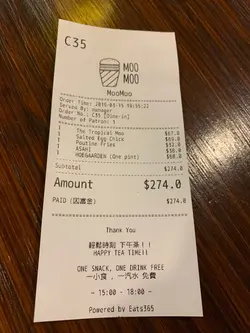 C35
MOO
MOO
MooMoo
Order Time: 2019-08-15 18:55:22
Served By: manager
Order No.: C35 [Dine-in]
Number of Patron: 1
1 The Tropical Moo $67.0
1 Salted Egg Chick $69.0
1 Poutine Fries $32.0
1 ASAHI $38.0
1 HOEGAARDEN (One pint) $68.0
Subtotal $274.0
Amount $274.0
PAID $274.0
Thank You
輕鬆時刻 下午茶!!
HAPPY TEA TIME!!
ONE SNACK, ONE DRINK FREE
一小食 , 一汽水 免費
- 15:00 - 18:00 -
Powered by Eats365